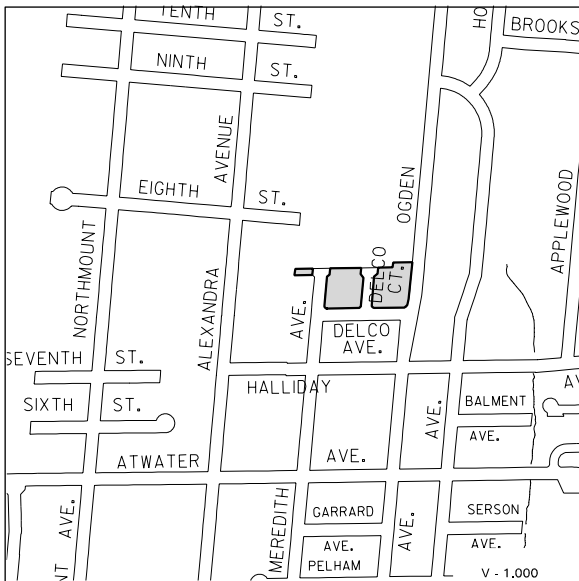 TENTH ST.
HO
BROOKS
NINTH ST.
AVENUE
EIGHTH ST.
OGDEN
APPLEWOOD
NORTHMOUNT
ALEXANDRA
DELCO
CT.
AVE.
DELCO
AVE.
SEVENTH ST.
HALLIDAY
AV
SIXTH ST.
BALMENT
AVE.
AVE.
ATWATER AVE.
MEREDITH
GARRARD
AVE.
SERSON
AVE.
AVE.
AVE.
PELHAM
NT
V - 1.000